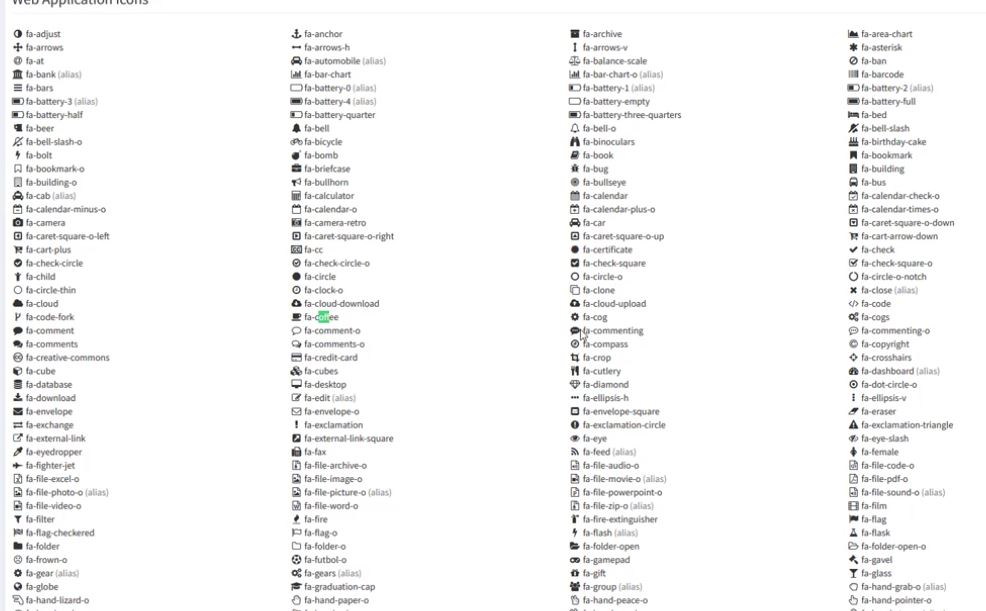 Web Application Icons
fa-adjust fa-anchor fa-archive fa-area-chart
fa-arrows fa-arrows-h fa-arrows-v fa-asterisk
fa-at fa-automobile (alias) fa-balance-scale fa-ban
fa-bank (alias) fa-bar-chart fa-bar-chart-o (alias) fa-barcode
fa-bars fa-battery-0 (alias) fa-battery-1 (alias) fa-battery-2 (alias)
fa-battery-3 (alias) fa-battery-4 (alias) fa-battery-empty fa-battery-full
fa-battery-half fa-battery-quarter fa-battery-three-quarters fa-bed
fa-beer fa-bell fa-bell-o fa-bell-slash
fa-bell-slash-o fa-bicycle fa-binoculars fa-birthday-cake
fa-bolt fa-bomb fa-book fa-bookmark
fa-bookmark-o fa-briefcase fa-bug fa-building
fa-building-o fa-bullhorn fa-bullseye fa-bus
fa-cab (alias) fa-calculator fa-calendar fa-calendar-check-o
fa-calendar-minus-o fa-calendar-o fa-calendar-plus-o fa-calendar-times-o
fa-camera fa-camera-retro fa-car fa-caret-square-o-down
fa-caret-square-o-left fa-caret-square-o-right fa-caret-square-o-up fa-cart-arrow-down
fa-cart-plus fa-cc fa-certificate fa-check
fa-check-circle fa-check-circle-o fa-check-square fa-check-square-o
fa-child fa-circle fa-circle-o fa-circle-o-notch
fa-circle-thin fa-clock-o fa-clone fa-close (alias)
fa-cloud fa-cloud-download fa-cloud-upload fa-code
fa-code-fork fa-coffee fa-cog fa-cogs
fa-comment fa-comment-o fa-commenting fa-commenting-o
fa-comments fa-comments-o fa-compass fa-copyright
fa-creative-commons fa-credit-card fa-crop fa-crosshairs
fa-cube fa-cubes fa-cutlery fa-dashboard (alias)
fa-database fa-desktop fa-diamond fa-dot-circle-o
fa-download fa-edit (alias) fa-ellipsis-h fa-ellipsis-v
fa-envelope fa-envelope-o fa-envelope-square fa-eraser
fa-exchange fa-exclamation fa-exclamation-circle fa-exclamation-triangle
fa-external-link fa-external-link-square fa-eye fa-eye-slash
fa-eyedropper fa-fax fa-feed (alias) fa-female
fa-fighter-jet fa-file-archive-o fa-file-audio-o fa-file-code-o
fa-file-excel-o fa-file-image-o fa-file-movie-o (alias) fa-file-pdf-o
fa-file-photo-o (alias) fa-file-picture-o (alias) fa-file-powerpoint-o fa-file-sound-o (alias)
fa-file-video-o fa-file-word-o fa-file-zip-o (alias) fa-film
fa-filter fa-fire fa-fire-extinguisher fa-flag
fa-flag-checkered fa-flag-o fa-flash (alias) fa-flask
fa-folder fa-folder-o fa-folder-open fa-folder-open-o
fa-frown-o fa-futbol-o fa-gamepad fa-gavel
fa-gear (alias) fa-gears (alias) fa-gift fa-glass
fa-globe fa-graduation-cap fa-group (alias) fa-hand-grab-o (alias)
fa-hand-lizard-o fa-hand-paper-o fa-hand-peace-o fa-hand-pointer-o